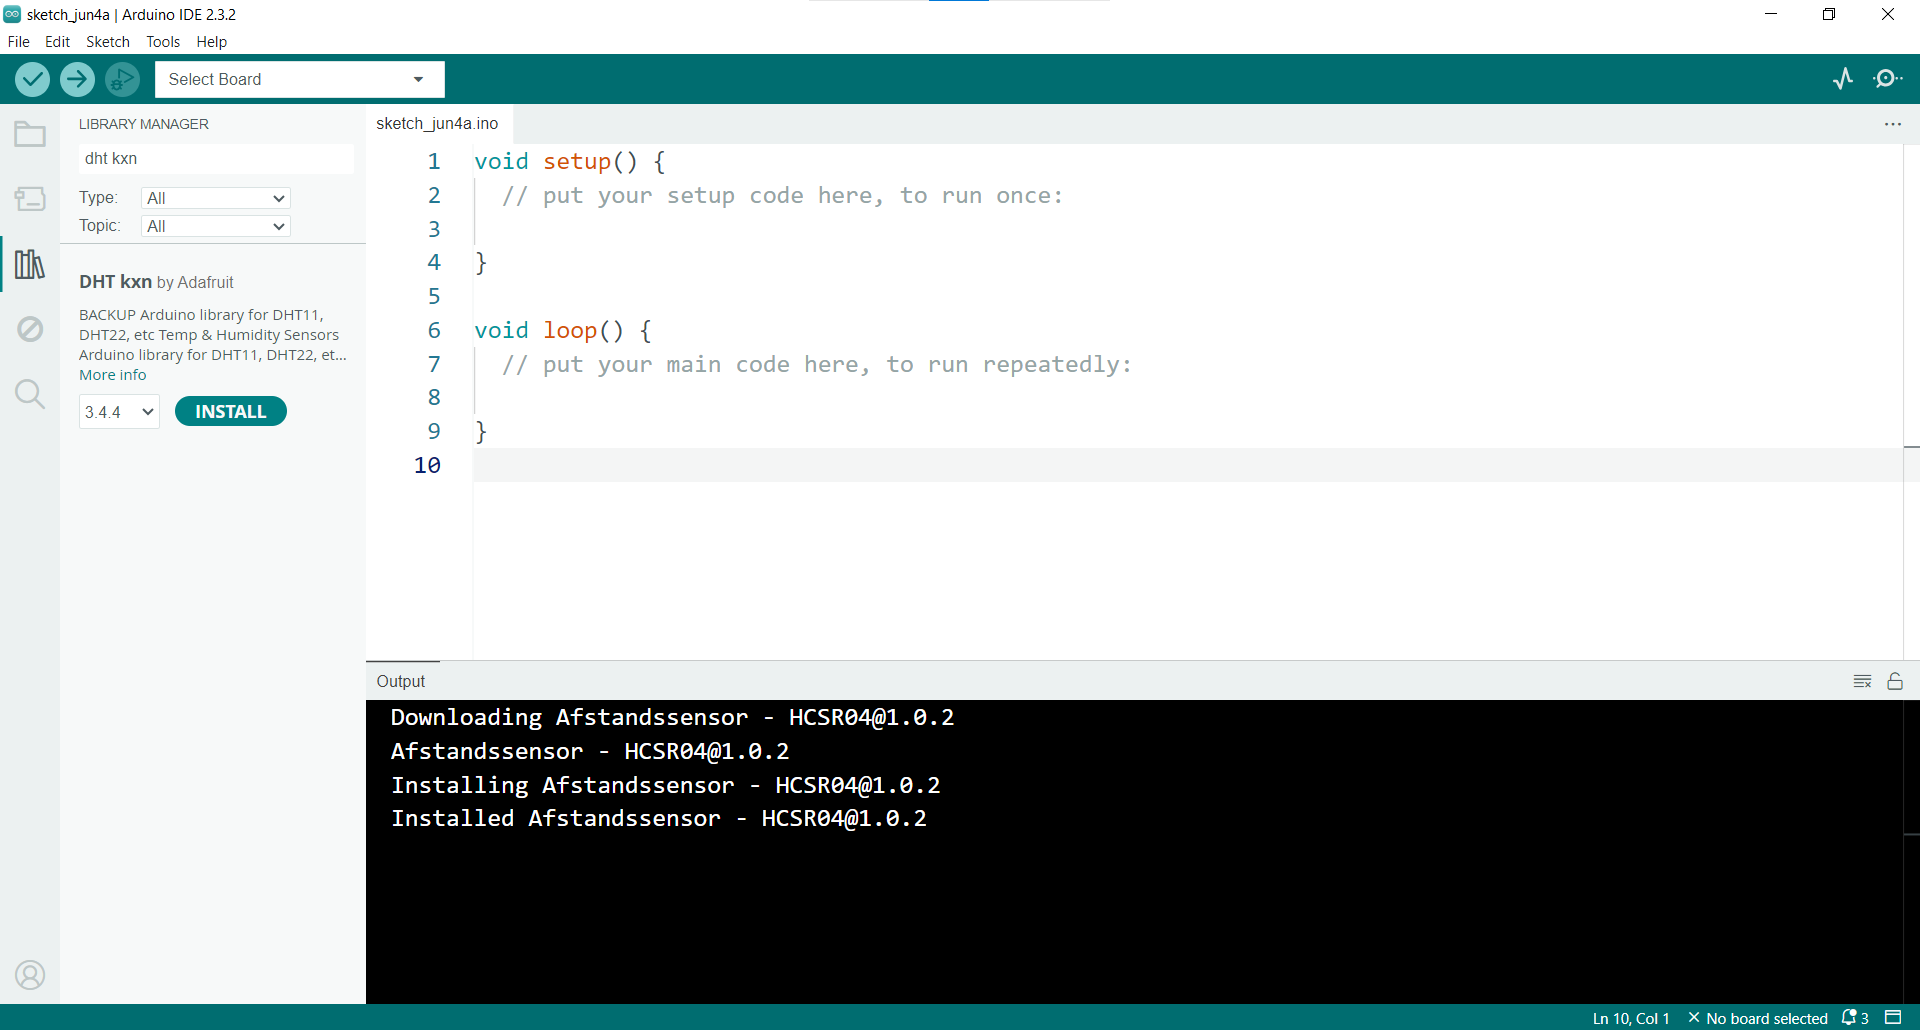 sketch_jun4a | Arduino IDE 2.3.2
File Edit Sketch Tools Help
Select Board
LIBRARY MANAGER
dht kxn
Type: All
Topic: All
DHT kxn by Adafruit
BACKUP Arduino library for DHT11,
DHT22, etc Temp & Humidity Sensors
Arduino library for DHT11, DHT22, et...
More info
3.4.4 INSTALL
sketch_jun4a.ino
1 void setup() {
2 // put your setup code here, to run once:
3
4 }
5
6 void loop() {
7 // put your main code here, to run repeatedly:
8
9 }
10
Output
Downloading Afstandssensor - HCSR04@1.0.2
Afstandssensor - HCSR04@1.0.2
Installing Afstandssensor - HCSR04@1.0.2
Installed Afstandssensor - HCSR04@1.0.2
Ln 10, Col 1 × No board selected 3